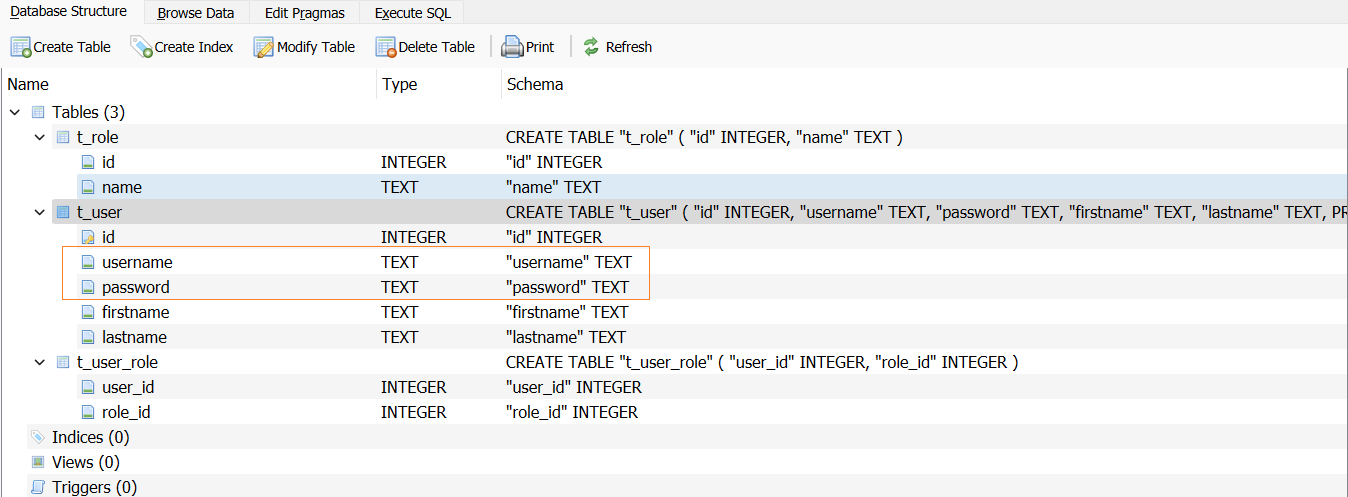 Database Structure Browse Data Edit Pragmas Execute SQL
Create Table Create Index Modify Table Delete Table Print Refresh
Name Type Schema
Tables (3)
t_role CREATE TABLE "t_role" ( "id" INTEGER, "name" TEXT )
id INTEGER "id" INTEGER
name TEXT "name" TEXT
t_user CREATE TABLE "t_user" ( "id" INTEGER, "username" TEXT, "password" TEXT, "firstname" TEXT, "lastname" TEXT, PR
id INTEGER "id" INTEGER
username TEXT "username" TEXT
password TEXT "password" TEXT
firstname TEXT "firstname" TEXT
lastname TEXT "lastname" TEXT
t_user_role CREATE TABLE "t_user_role" ( "user_id" INTEGER, "role_id" INTEGER )
user_id INTEGER "user_id" INTEGER
role_id INTEGER "role_id" INTEGER
Indices (0)
Views (0)
Triggers (0)